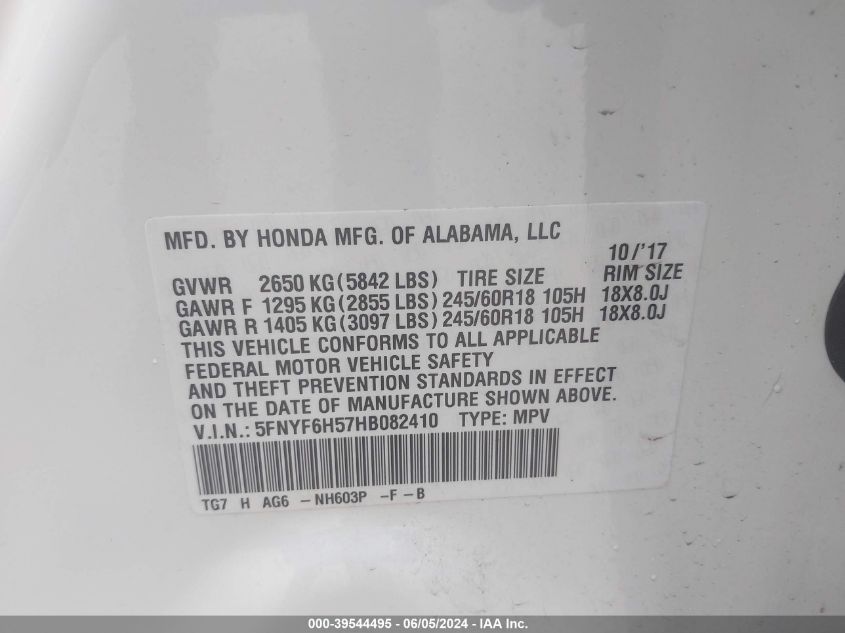 MFD. BY HONDA MFG. OF ALABAMA, LLC
10/'17
GVWR 2650 KG (5842 LBS) TIRE SIZE RIM SIZE
GAWR F 1295 KG (2855 LBS) 245/60R18 105H 18X8.0J
GAWR R 1405 KG (3097 LBS) 245/60R18 105H 18X8.0J
THIS VEHICLE CONFORMS TO ALL APPLICABLE
FEDERAL MOTOR VEHICLE SAFETY
AND THEFT PREVENTION STANDARDS IN EFFECT
ON THE DATE OF MANUFACTURE SHOWN ABOVE.
V.I.N.: 5FNYF6H57HB082410 TYPE: MPV
TG7 H AG6 -NH603P -F-B
000-39544495 - 06/05/2024 - IAA Inc.